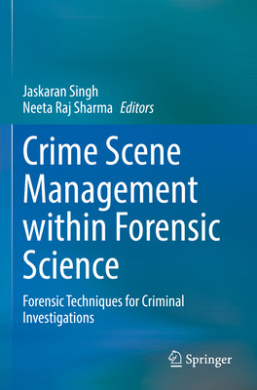 Jaskaran Singh
Neeta Raj Sharma Editors
Crime Scene
Management
within Forensic
Science
Forensic Techniques for Criminal
Investigations
Springer